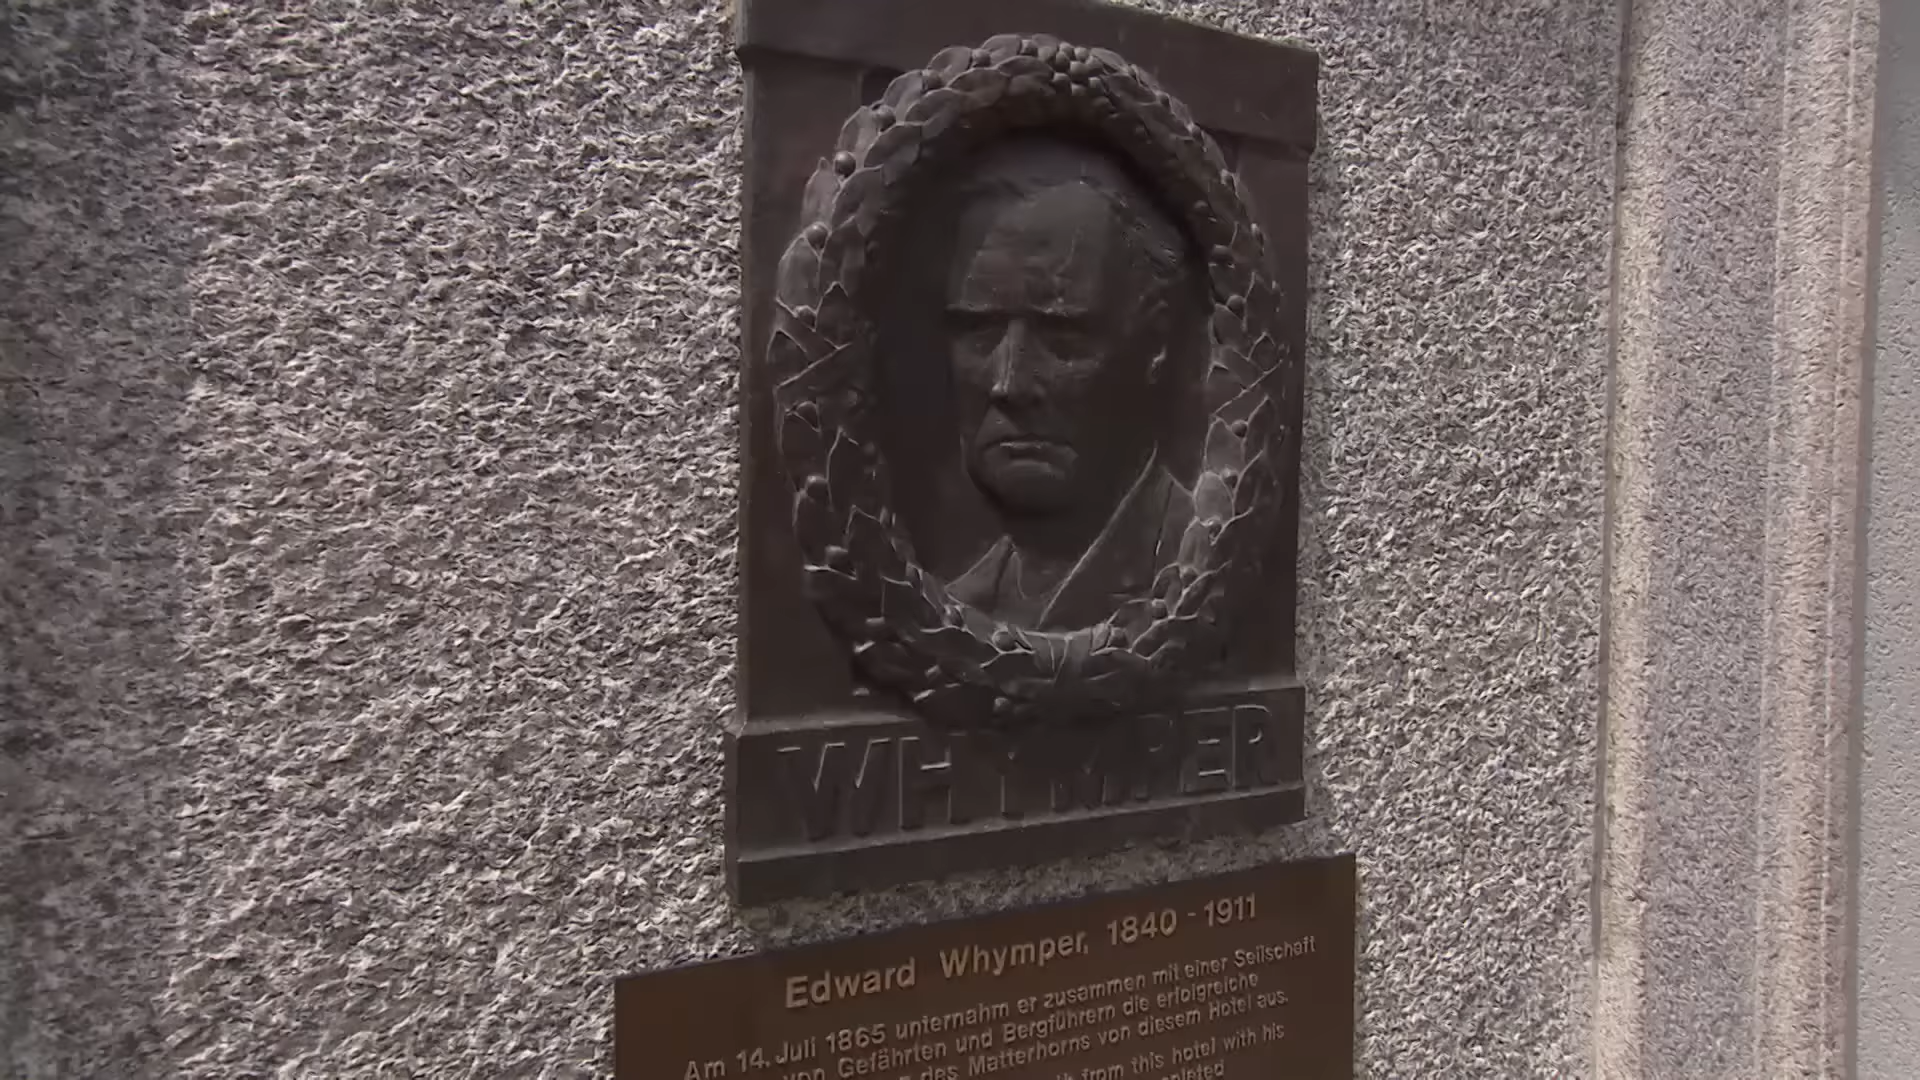 WHYMPER
Edward Whymper, 1840 - 1911
Am 14. Juli 1865 unternahm er zusammen mit einer Seilschaft
von Gefährten und Bergführern die erfolgreiche
des Matterhorns von diesem Hotel aus.
from this hotel with his